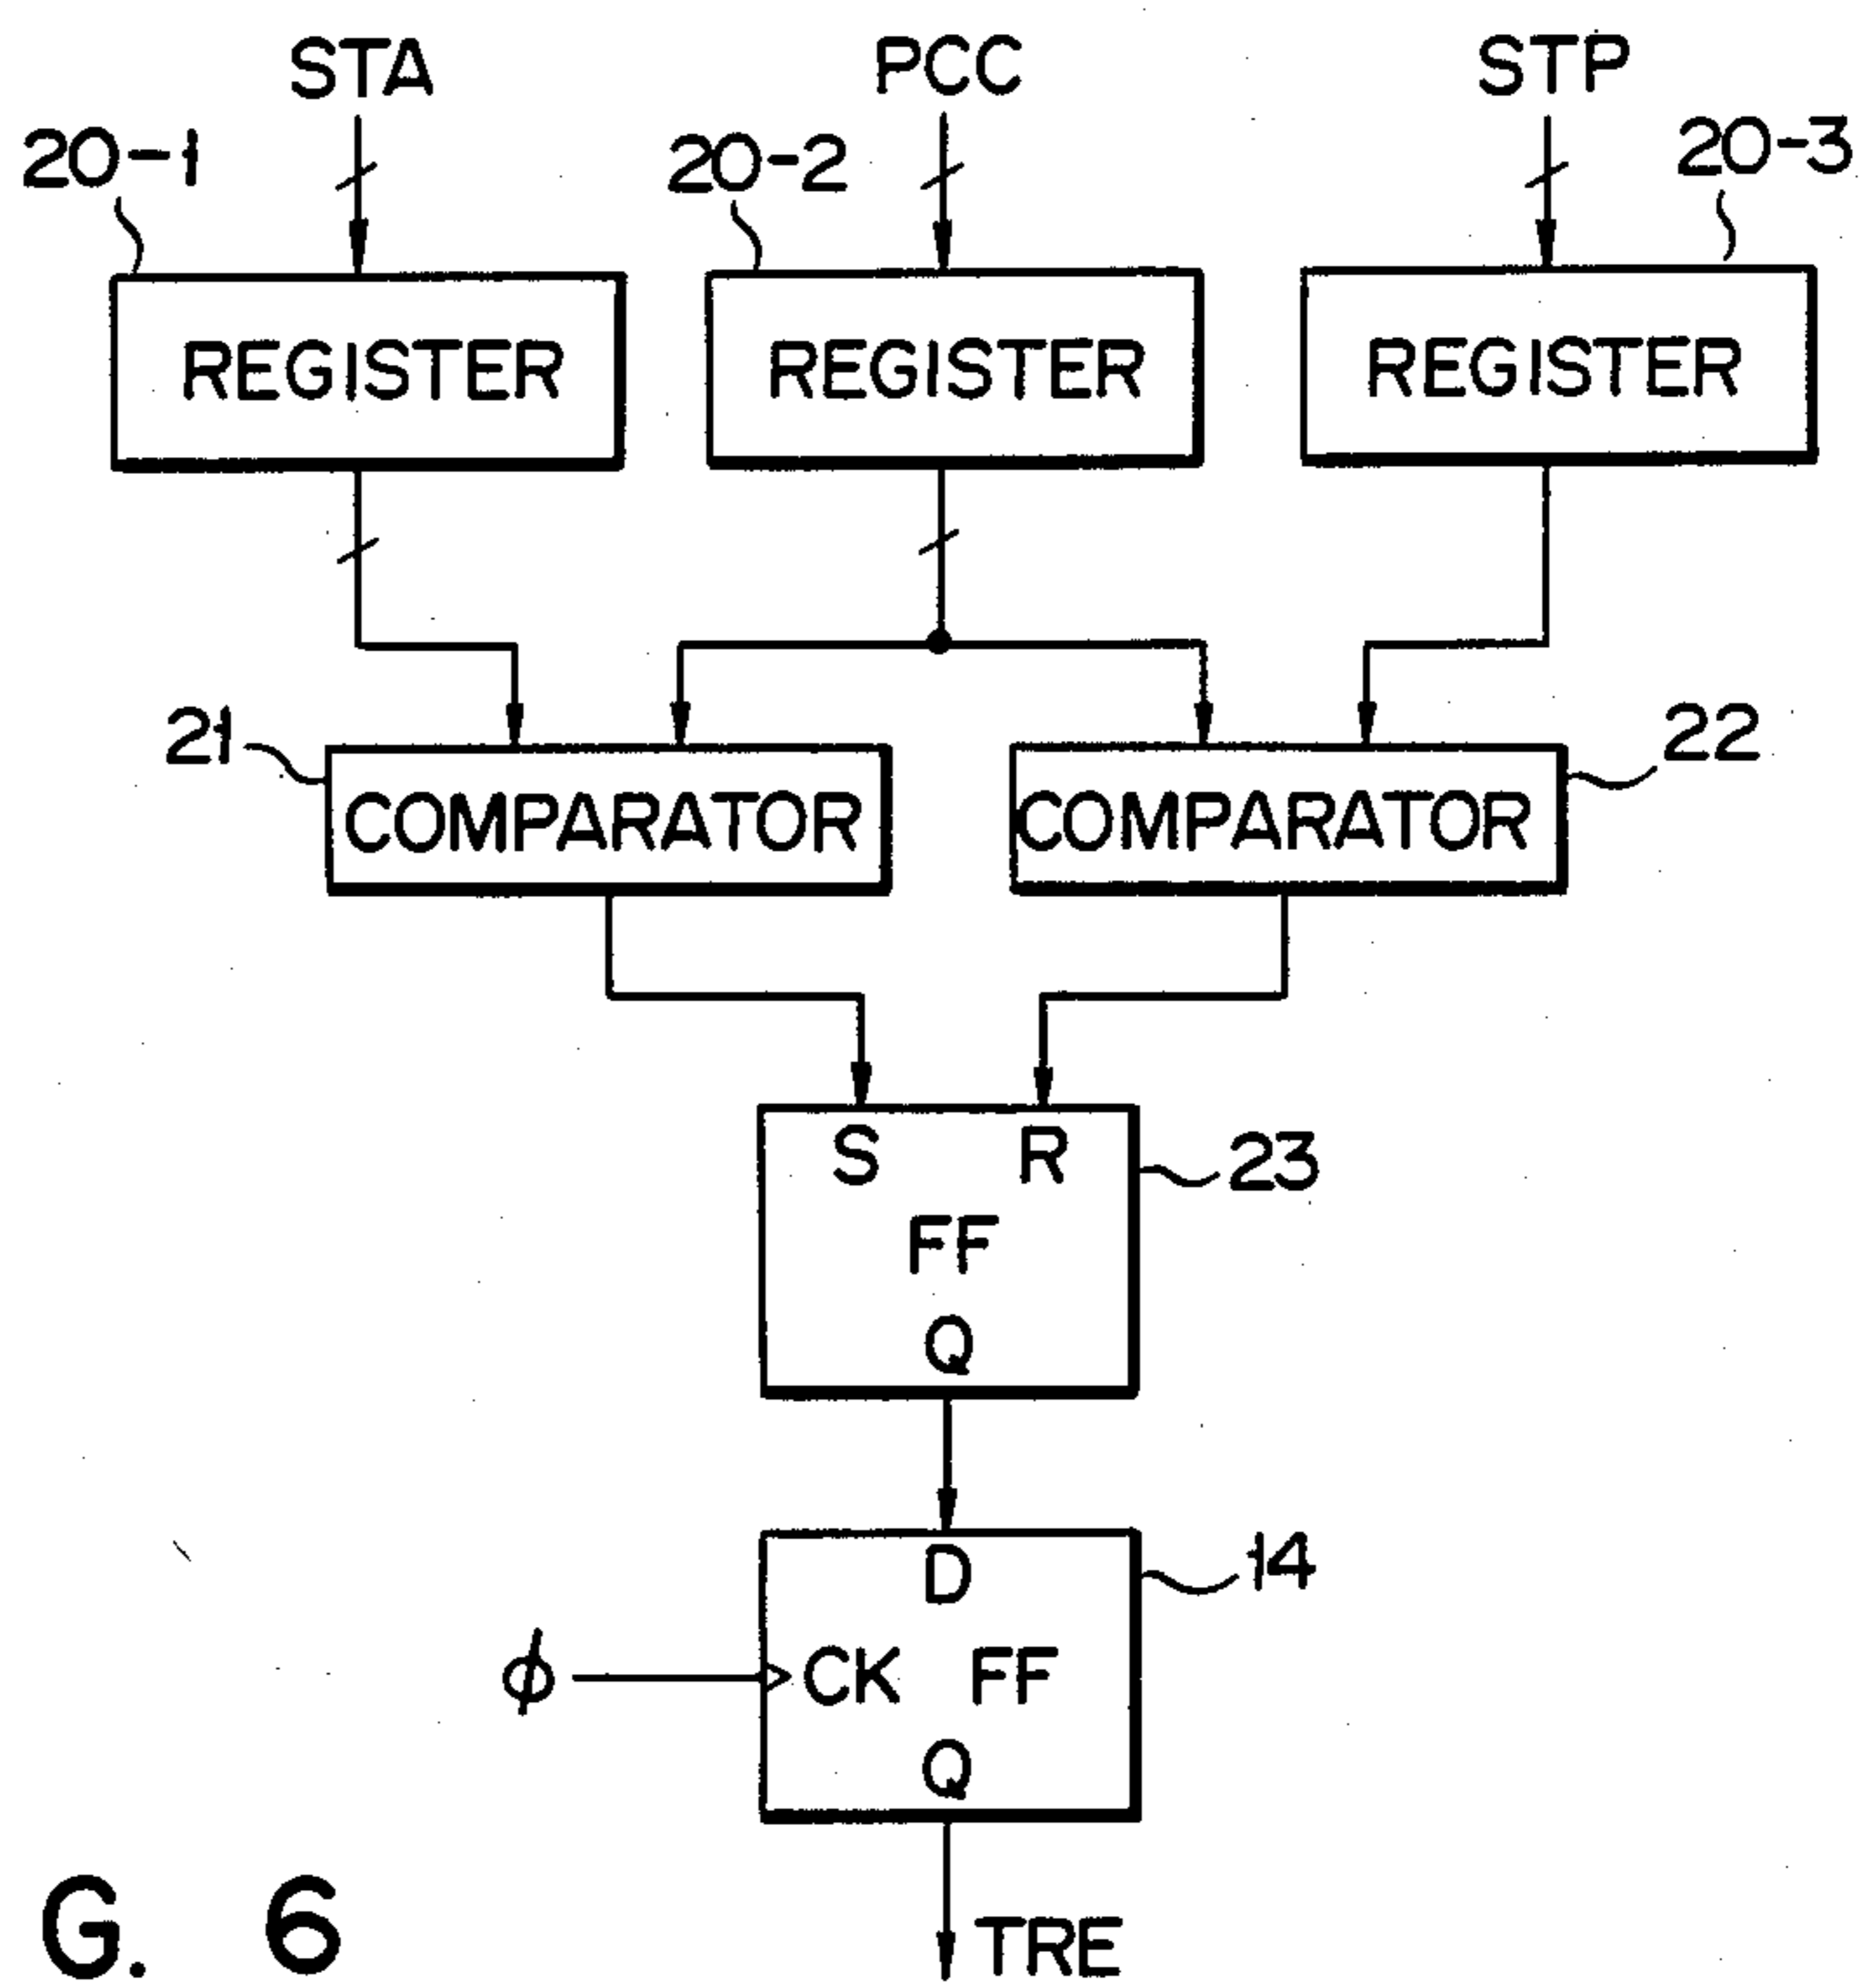 STA PCC STP
20-1 20-2 20-3
REGISTER REGISTER REGISTER
21 22
COMPARATOR COMPARATOR
S R
23
FF
Q
D
14
φ CK FF
Q
G. 6
TRE